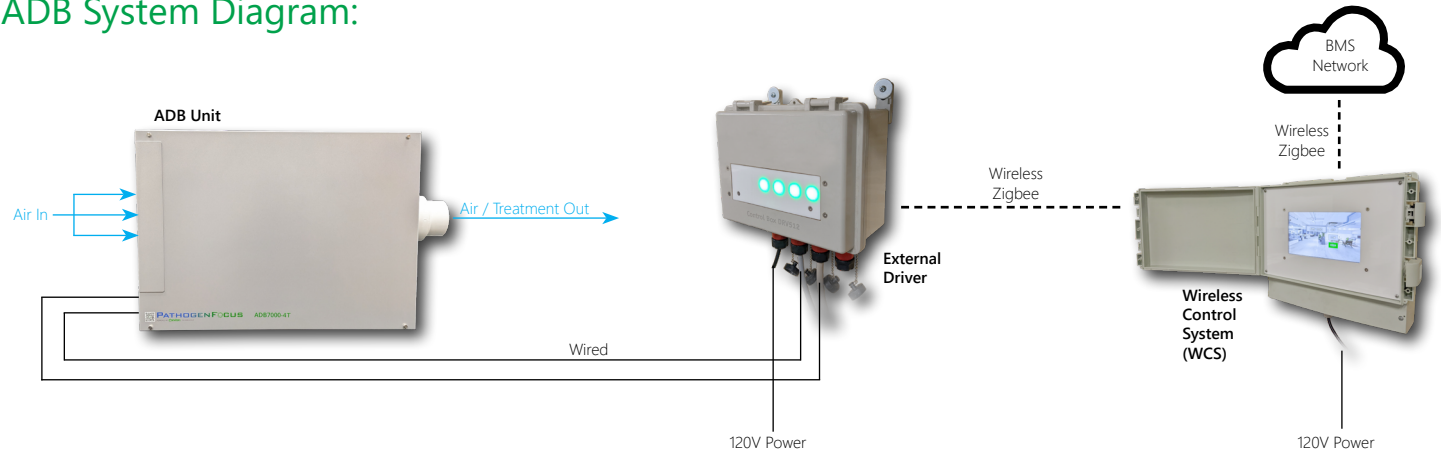 ADB System Diagram:
BMS
Network
ADB Unit
Wireless
Zigbee
Wireless
Zigbee
Air In
Air / Treatment Out
External
Driver
PATHOGENFOCUS ADB7000-4T
Wireless
Control
System
(WCS)
Wired
120V Power
120V Power